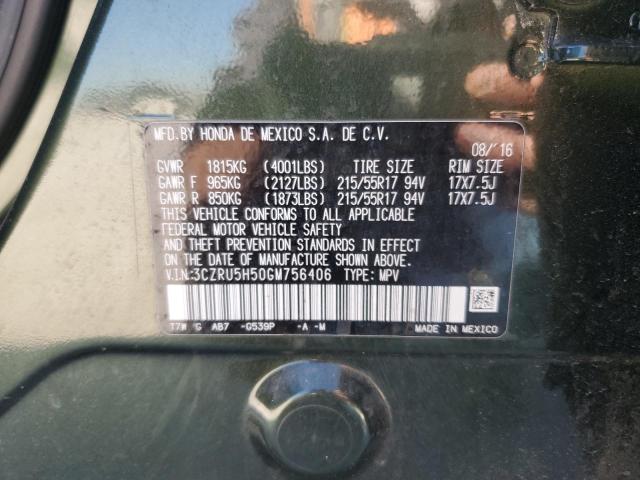 MFD.BY HONDA DE MEXICO S.A. DE C.V.
08/'16
GVWR 1815KG (4001LBS) TIRE SIZE RIM SIZE
GAWR F 965KG (2127LBS) 215/55R17 94V 17X7.5J
GAWR R 850KG (1873LBS) 215/55R17 94V 17X7.5J
THIS VEHICLE CONFORMS TO ALL APPLICABLE
FEDERAL MOTOR VEHICLE SAFETY
AND THEFT PREVENTION STANDARDS IN EFFECT
ON THE DATE OF MANUFACTURE SHOWN ABOVE.
V.I.N:3CZRU5H50GM756406 TYPE: MPV
T7W G AB7 -G539P -A -M
MADE IN MEXICO